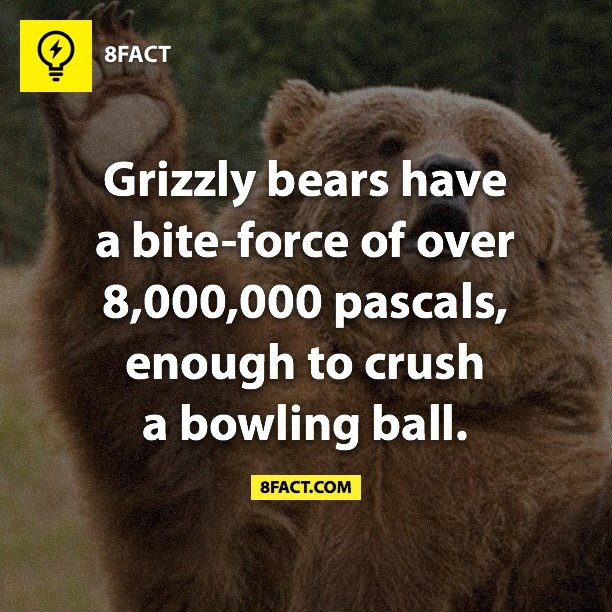 8FACT
Grizzly bears have
a bite-force of over
8,000,000 pascals,
enough to crush
a bowling ball.
8FACT.COM